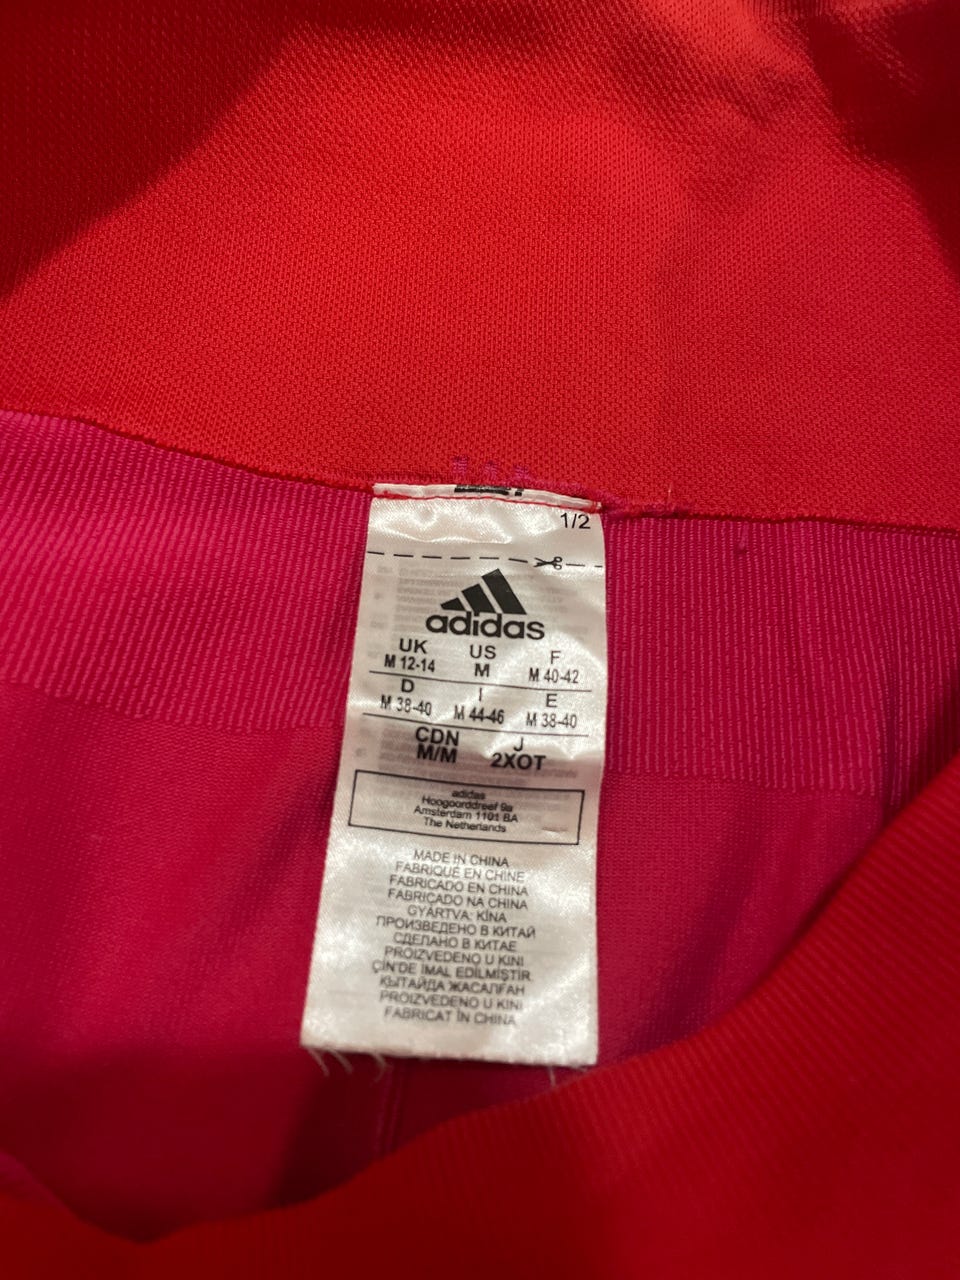 1/2
adidas
UK US F
M 12-14 M M 40-42
D I E
M 38-40 M 44-46 M 38-40
CDN J
M/M 2XOT
adidas
Hoogoorddreef 9a
Amsterdam 1101 BA
The Netherlands
MADE IN CHINA
FABRIQUÉ EN CHINE
FABRICADO EN CHINA
FABRICADO NA CHINA
GYÁRTVA: KÍNA
ПРОИЗВЕДЕНО В КИТАЙ
СДЕЛАНО В КИТАЕ
PROIZVEDENO U KINI
ÇİN'DE İMAL EDİLMİŞTİR
ҚЫТАЙДА ЖАСАЛҒАН
PROIZVEDENO U KINI
FABRICAT ÎN CHINA